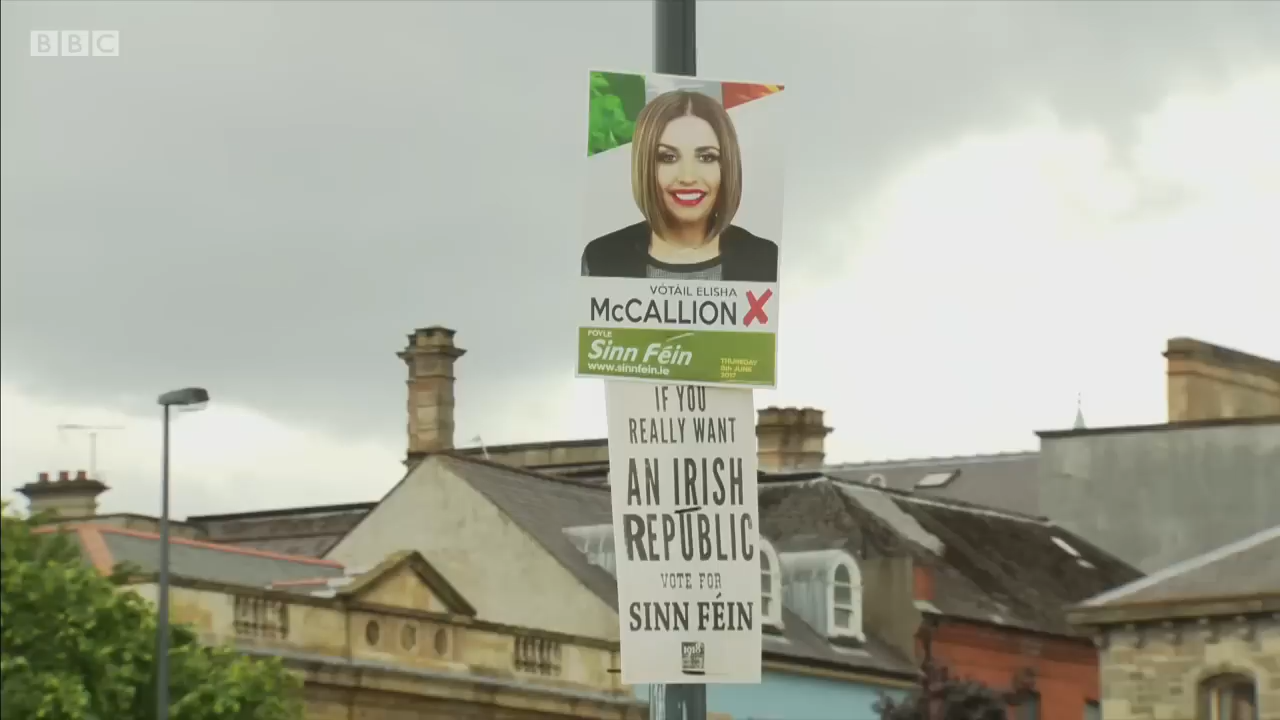 BBC
VÓTÁIL ELISHA
McCALLION X
FOYLE
Sinn Féin
www.sinnfein.ie
THURSDAY
8th JUNE
2017
IF YOU
REALLY WANT
AN IRISH
REPUBLIC
VOTE FOR
SINN FÉIN
1918